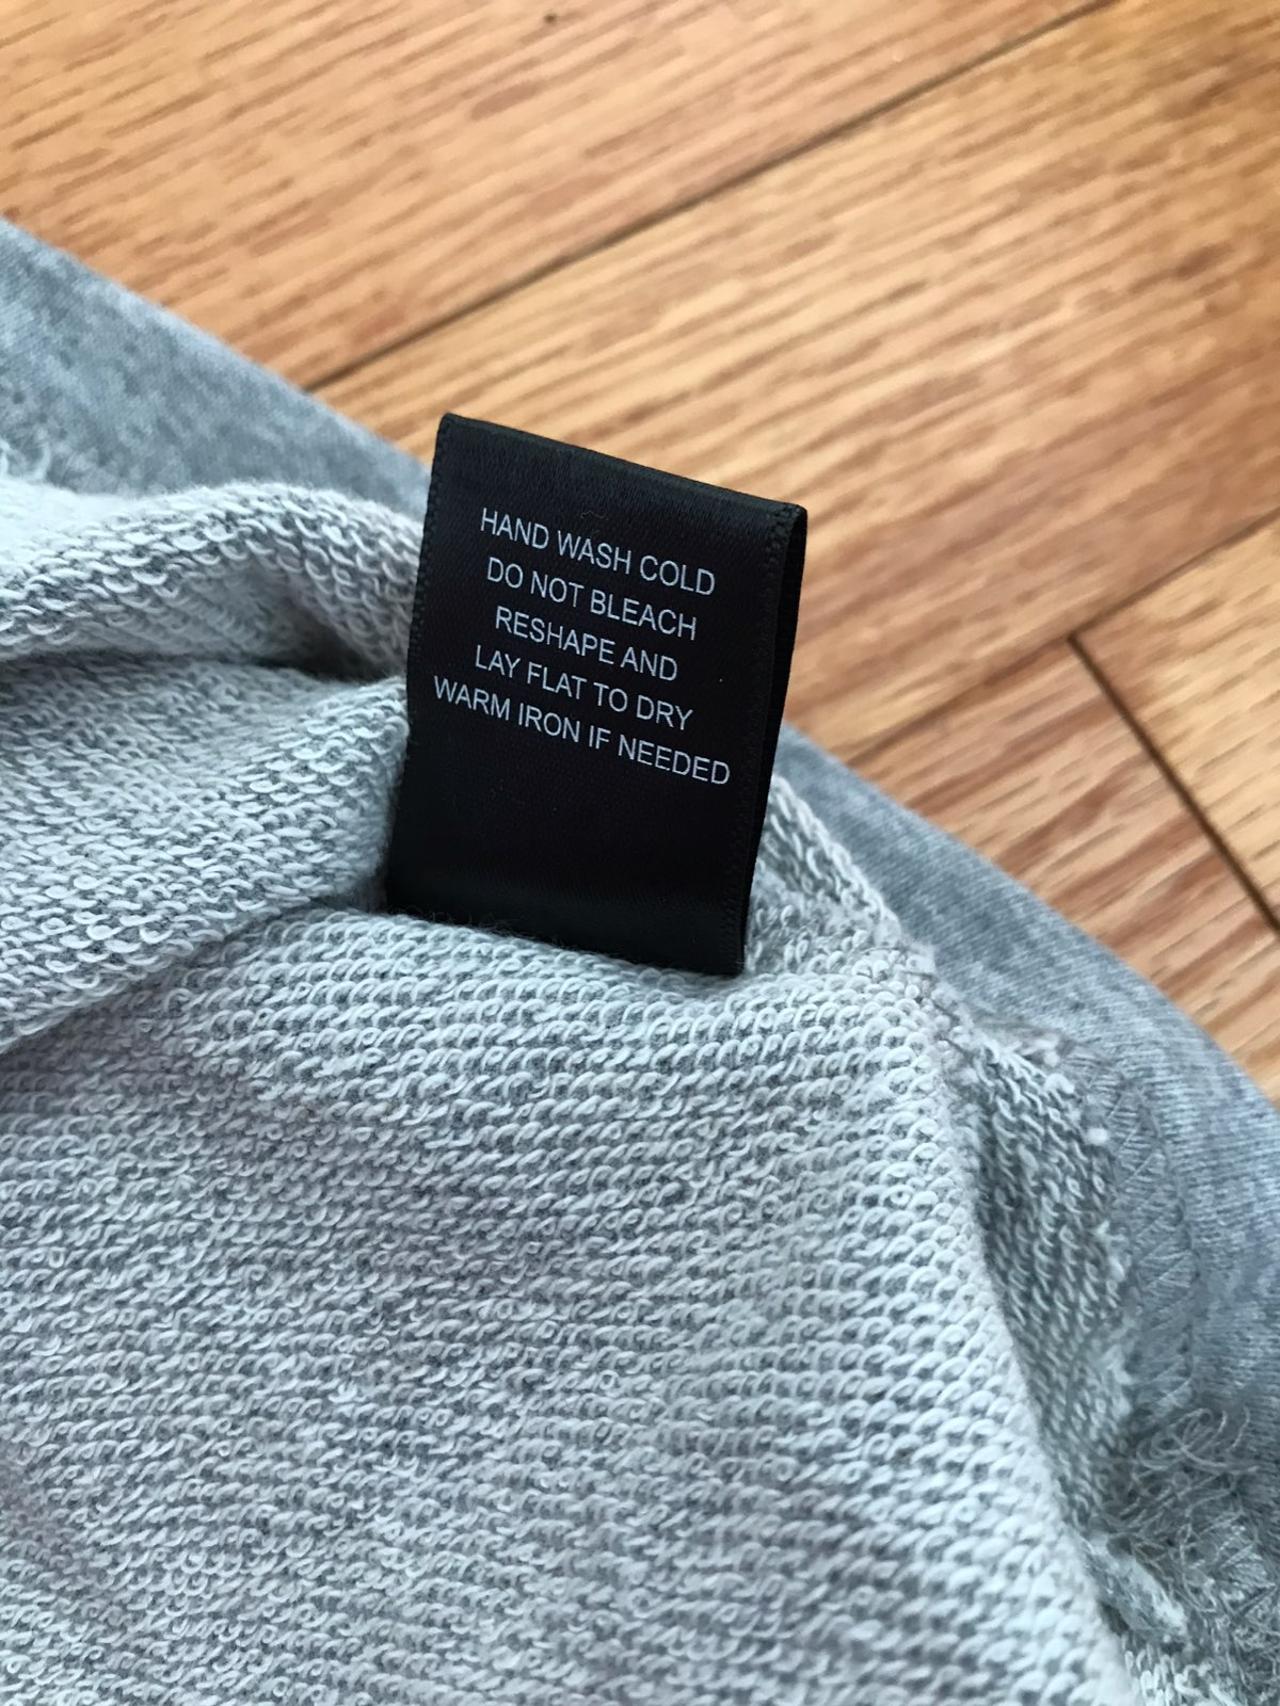 HAND WASH COLD
DO NOT BLEACH
RESHAPE AND
LAY FLAT TO DRY
WARM IRON IF NEEDED